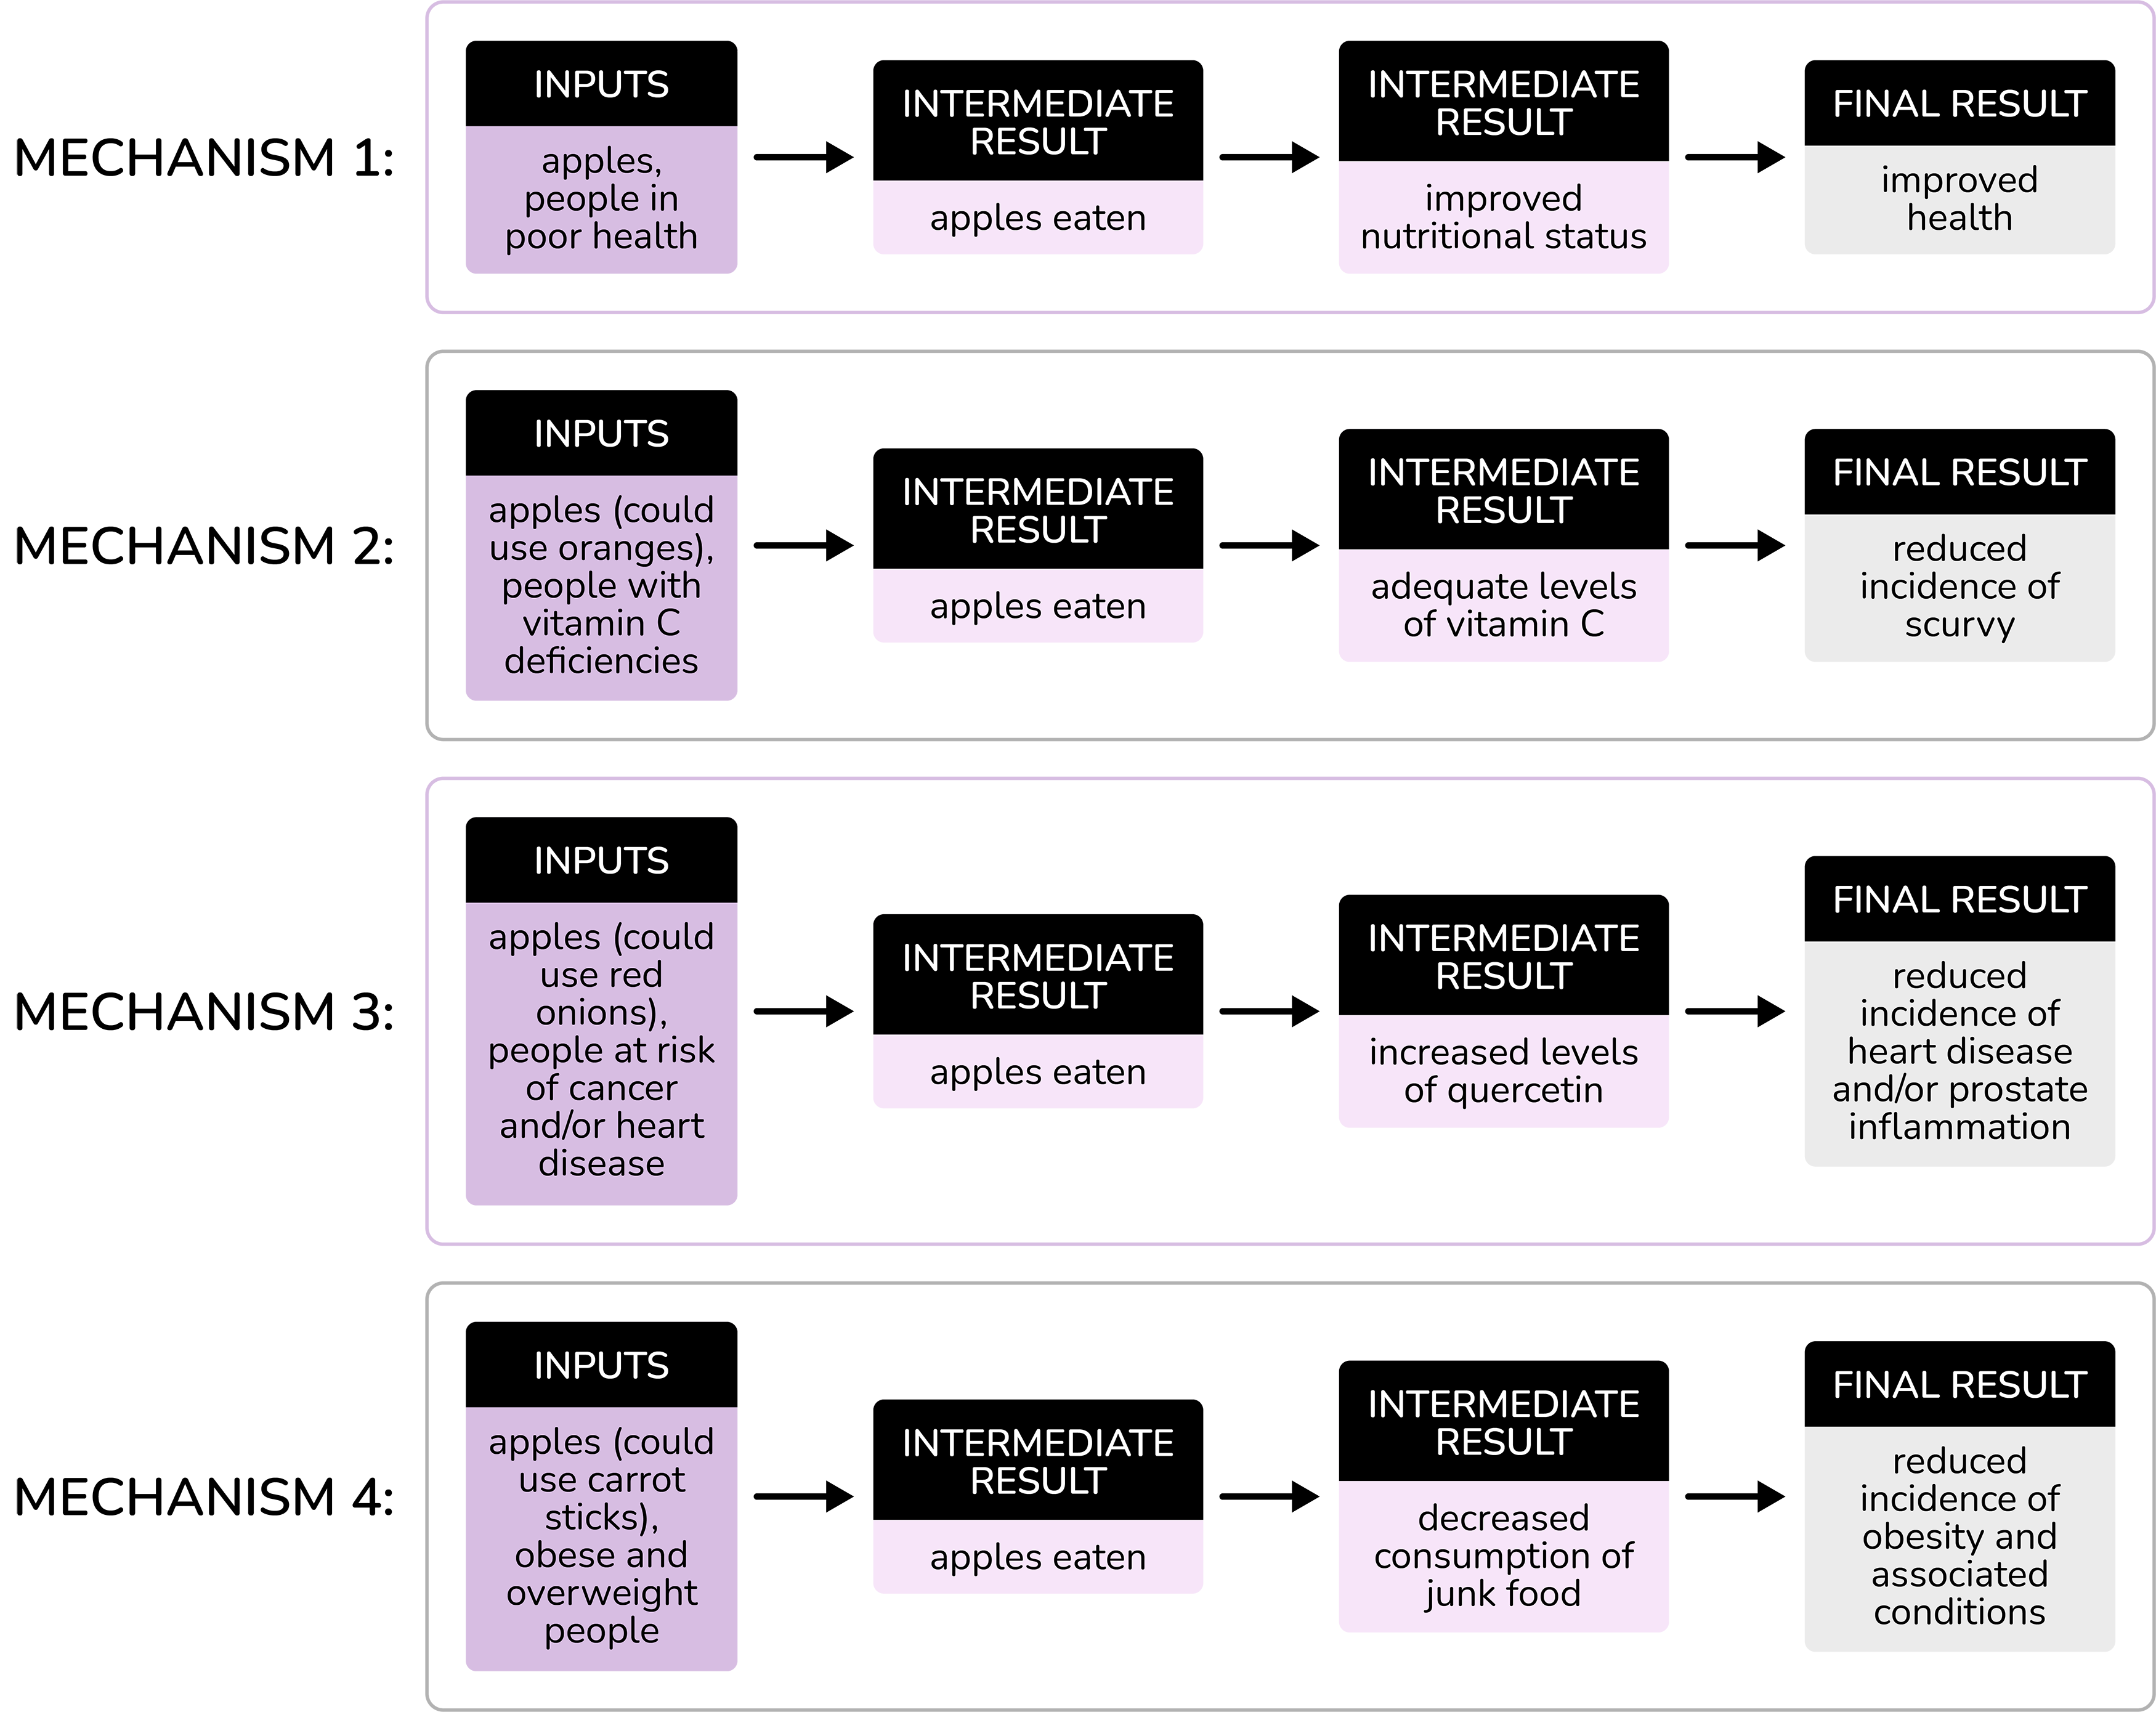 MECHANISM 1:
INPUTS
apples,
people in
poor health
INTERMEDIATE
RESULT
apples eaten
INTERMEDIATE
RESULT
improved
nutritional status
FINAL RESULT
improved
health
MECHANISM 2:
INPUTS
apples (could
use oranges),
people with
vitamin C
deficiencies
INTERMEDIATE
RESULT
apples eaten
INTERMEDIATE
RESULT
adequate levels
of vitamin C
FINAL RESULT
reduced
incidence of
scurvy
MECHANISM 3:
INPUTS
apples (could
use red
onions),
people at risk
of cancer
and/or heart
disease
INTERMEDIATE
RESULT
apples eaten
INTERMEDIATE
RESULT
increased levels
of quercetin
FINAL RESULT
reduced
incidence of
heart disease
and/or prostate
inflammation
MECHANISM 4:
INPUTS
apples (could
use carrot
sticks),
obese and
overweight
people
INTERMEDIATE
RESULT
apples eaten
INTERMEDIATE
RESULT
decreased
consumption of
junk food
FINAL RESULT
reduced
incidence of
obesity and
associated
conditions